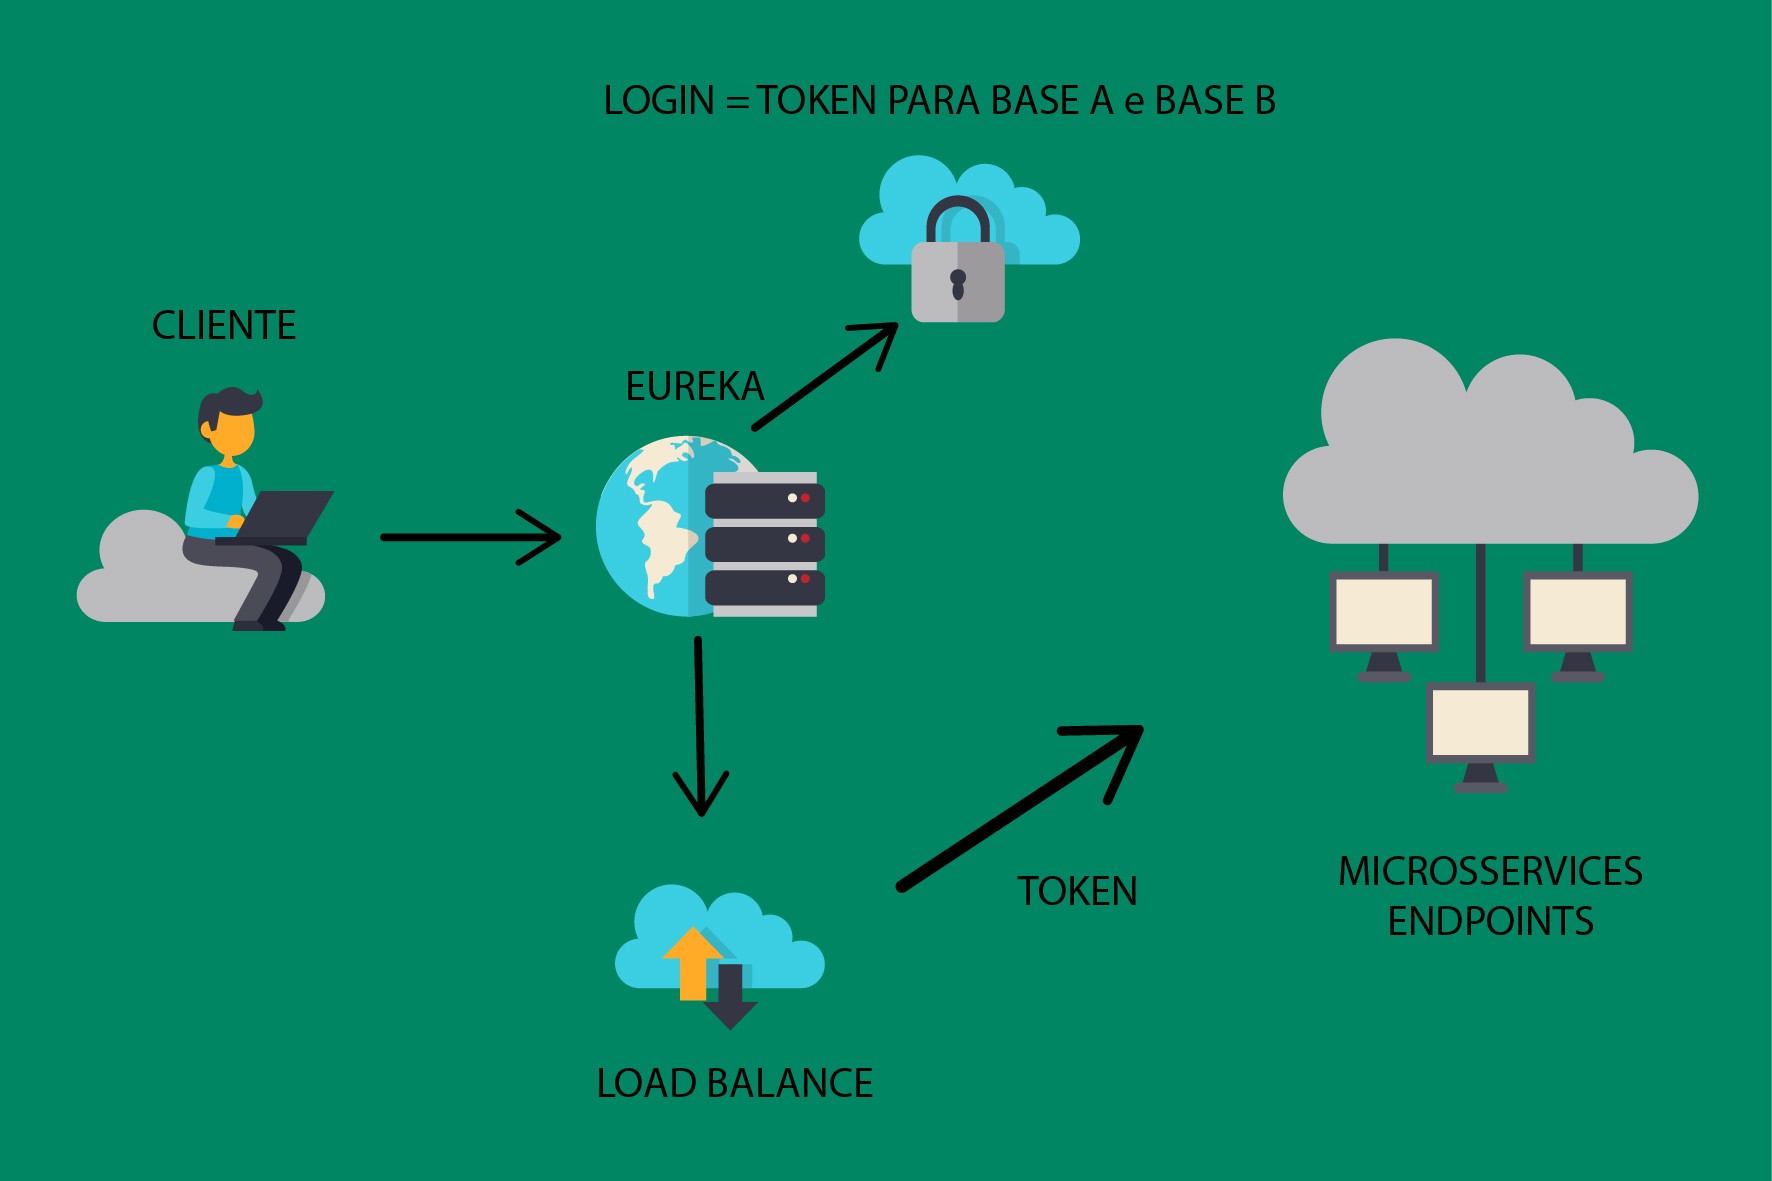 LOGIN = TOKEN PARA BASE A e BASE B
CLIENTE
EUREKA
TOKEN
MICROSSERVICES
ENDPOINTS
LOAD BALANCE